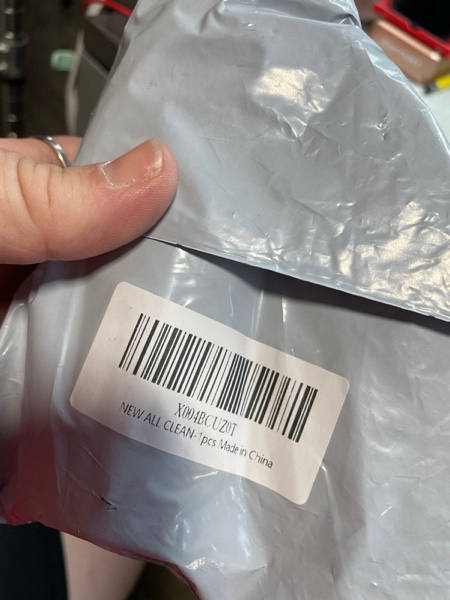 X004BCUZ0T
NEW ALL CLEAN-1pcs Made in China